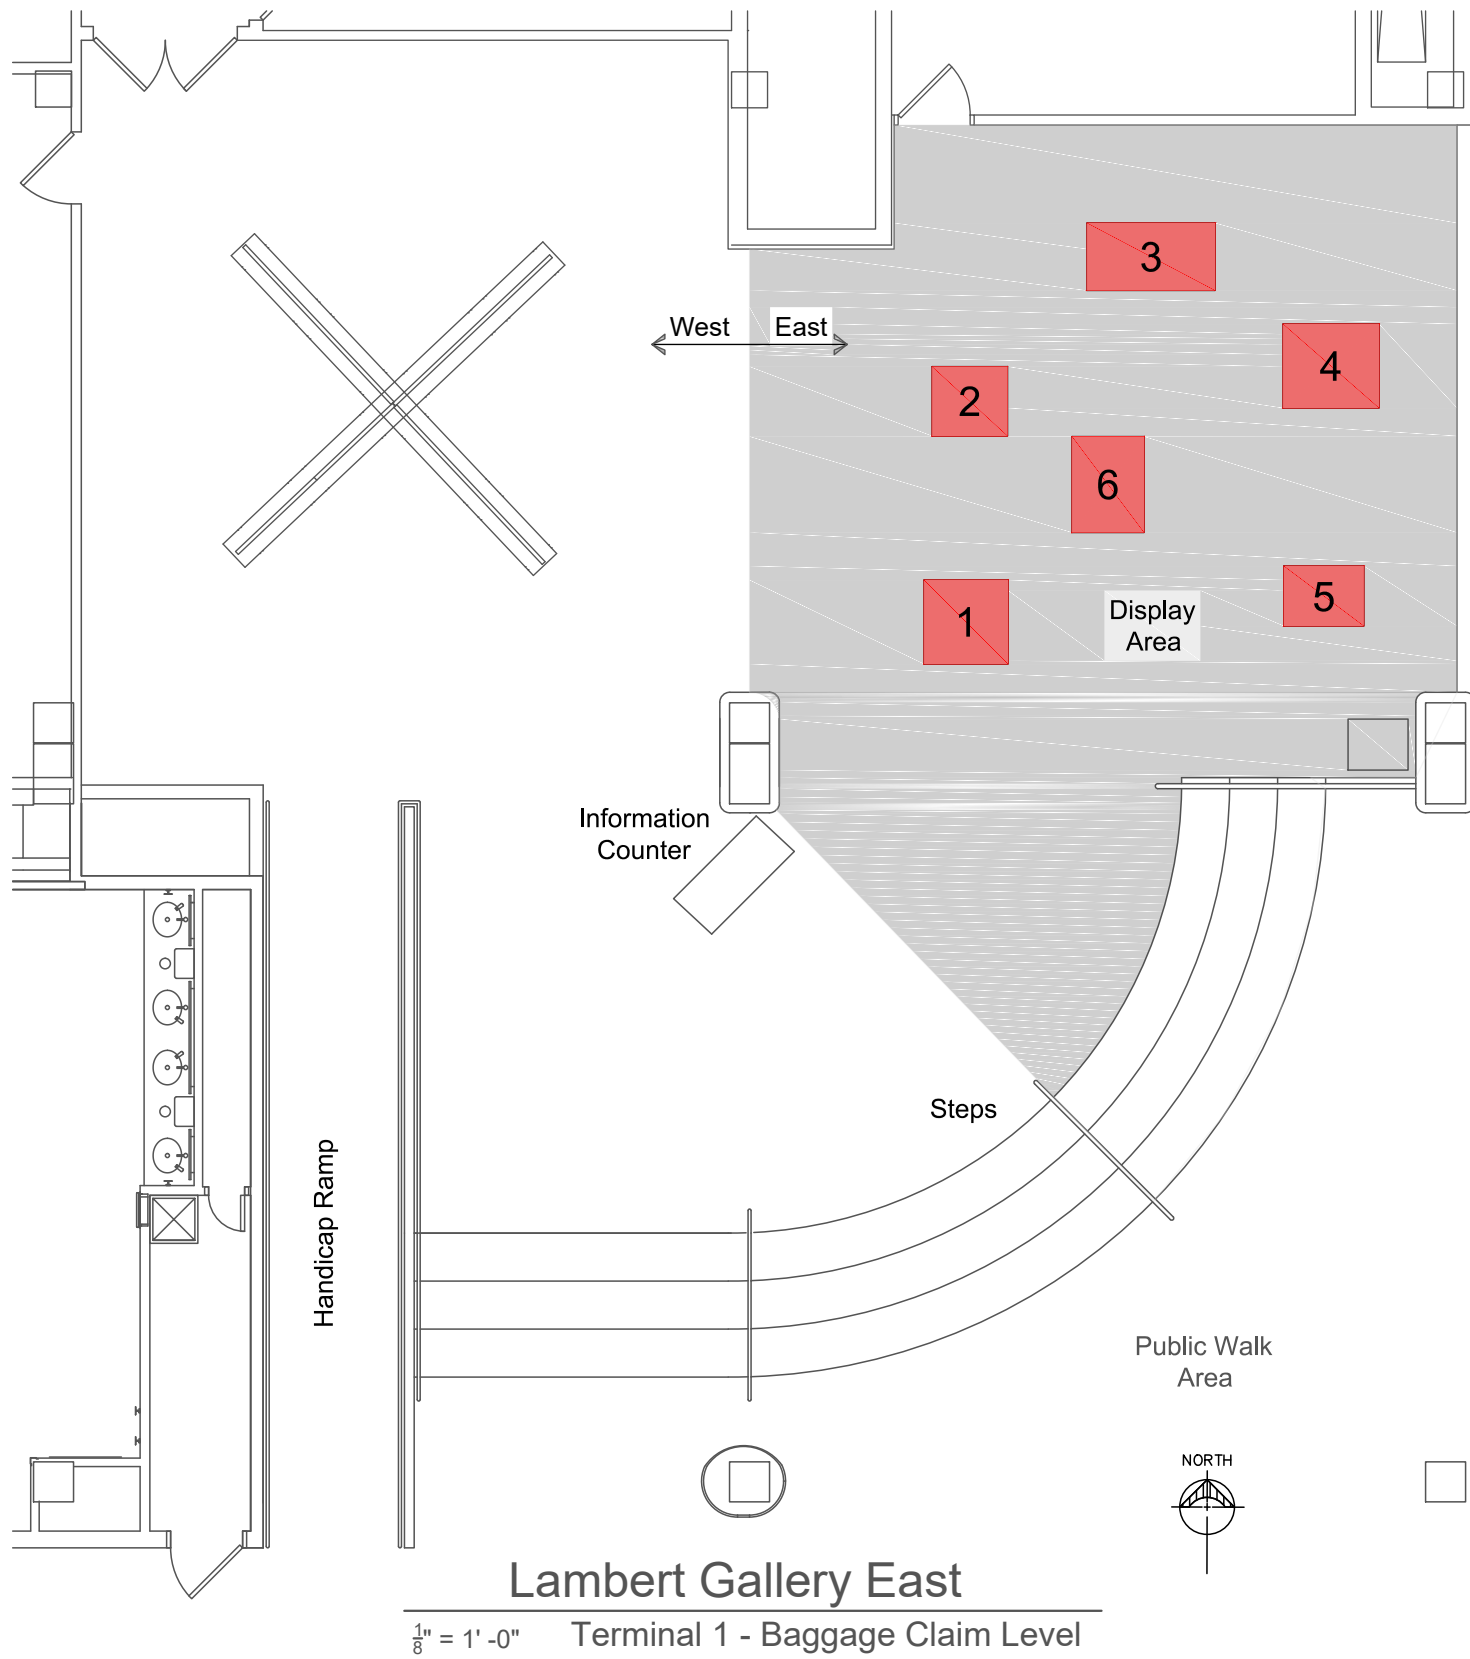 3
West
East
4
2
6
1
5
Display
Area
Information
Counter
Steps
Handicap Ramp
Public Walk
Area
NORTH
Lambert Gallery East
1/8" = 1' -0"
Terminal 1 - Baggage Claim Level